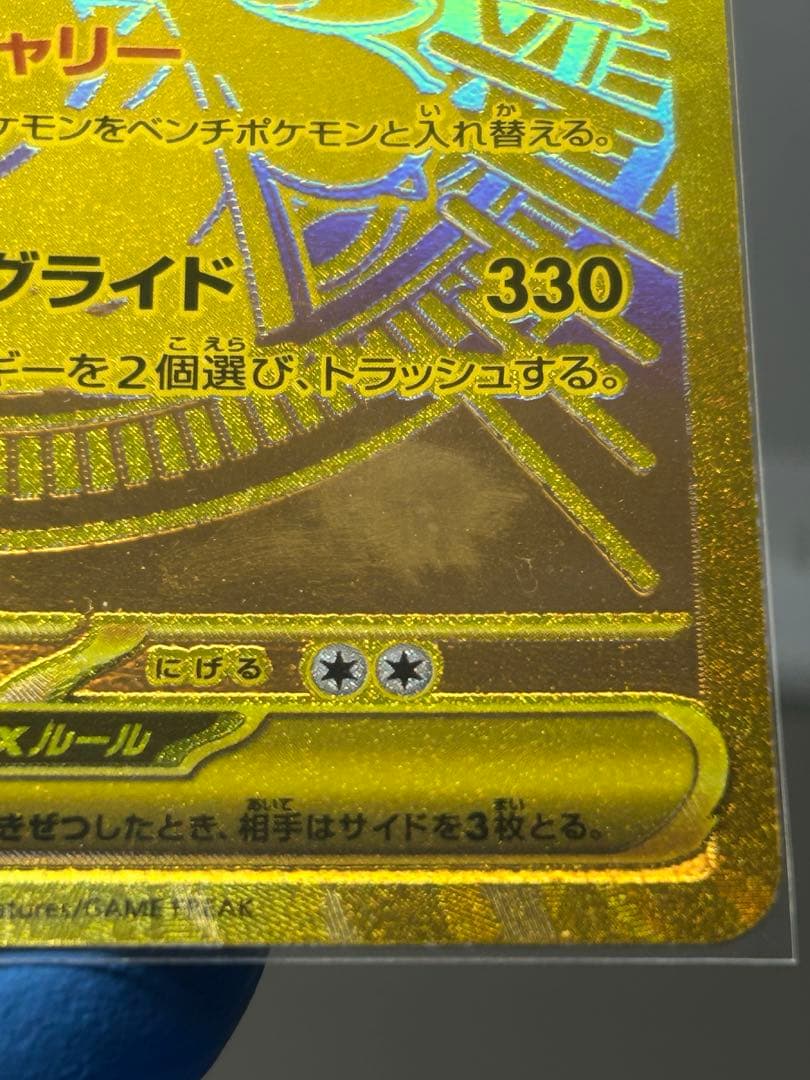 ャリー
ケモンをベンチポケモンと入れ替える。
グライド 330
ギーを2個選び、トラッシュする。
にげる
Xルール
きぜつしたとき、相手はサイドを3枚とる。
atures/GAME FREAK